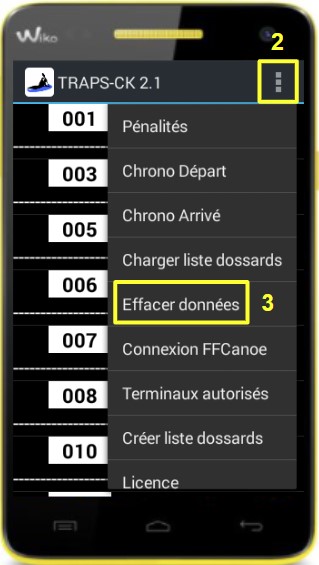 Wiko
2
TRAPS-CK 2.1
001
Pénalités
003
Chrono Départ
Chrono Arrivé
005
Charger liste dossards
006
Effacer données
3
007
Connexion FFCanoe
008
Terminaux autorisés
010
Créer liste dossards
Licence